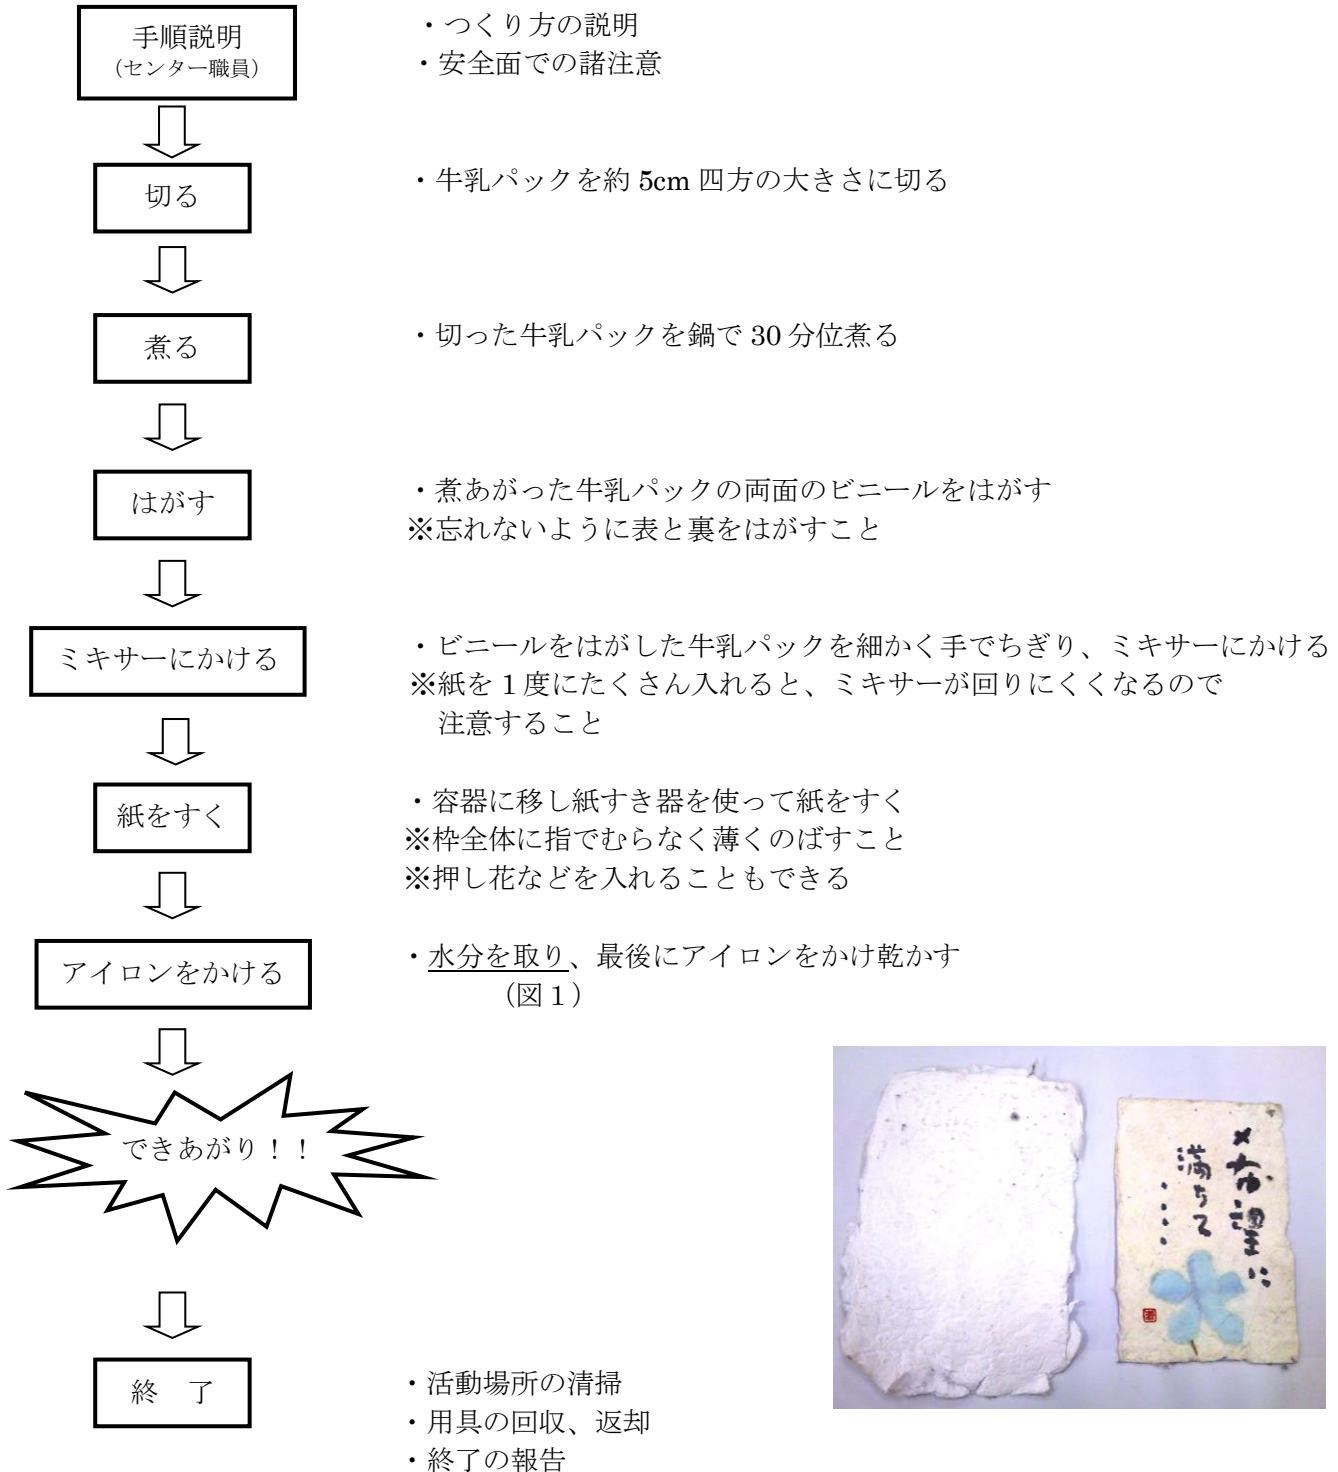 手順説明
(センター職員)
・つくり方の説明
・安全面での諸注意
切る
・牛乳パックを約 5cm 四方の大きさに切る
煮る
・切った牛乳パックを鍋で 30 分位煮る
はがす
・煮あがった牛乳パックの両面のビニールをはがす
※忘れないように表と裏をはがすこと
ミキサーにかける
・ビニールをはがした牛乳パックを細かく手でちぎり、ミキサーにかける
※紙を 1 度にたくさん入れると、ミキサーが回りにくくなるので
注意すること
紙をすく
・容器に移し紙すき器を使って紙をすく
※枠全体に指でむらなく薄くのばすこと
※押し花などを入れることもできる
アイロンをかける
・水分を取り、最後にアイロンをかけ乾かす
(図１)
できあがり！！
希望に
満ちて
・・・・
終　了
・活動場所の清掃
・用具の回収、返却
・終了の報告